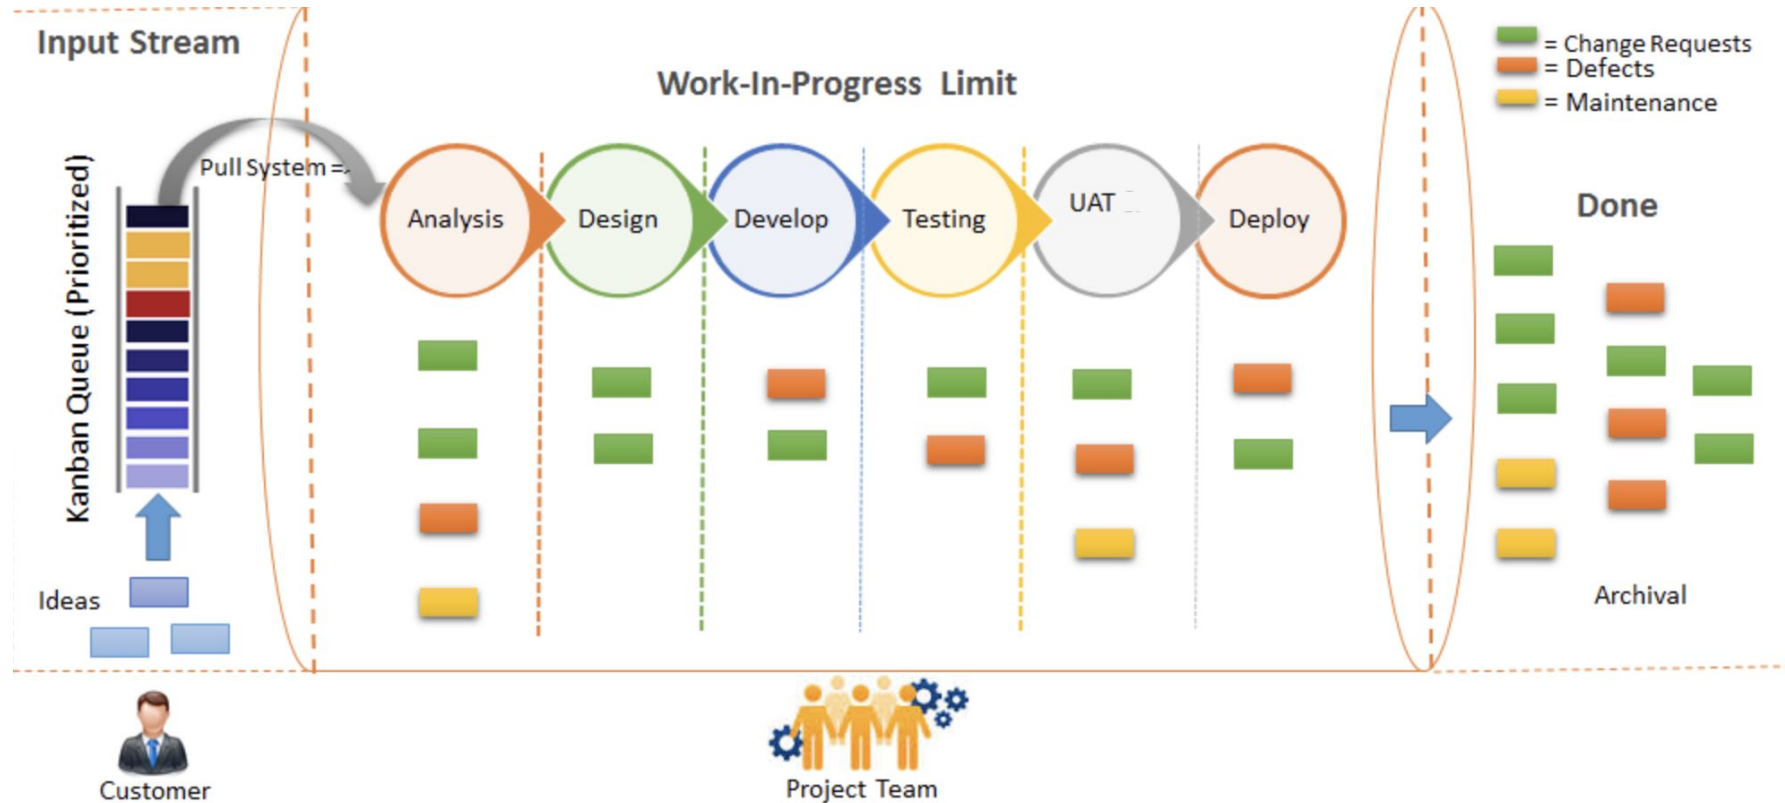 Input Stream
Work-In-Progress Limit
= Change Requests
= Defects
= Maintenance
Kanban Queue (Prioritized)
Pull System =
Analysis
Design
Develop
Testing
UAT
Deploy
Done
Ideas
Archival
Customer
Project Team